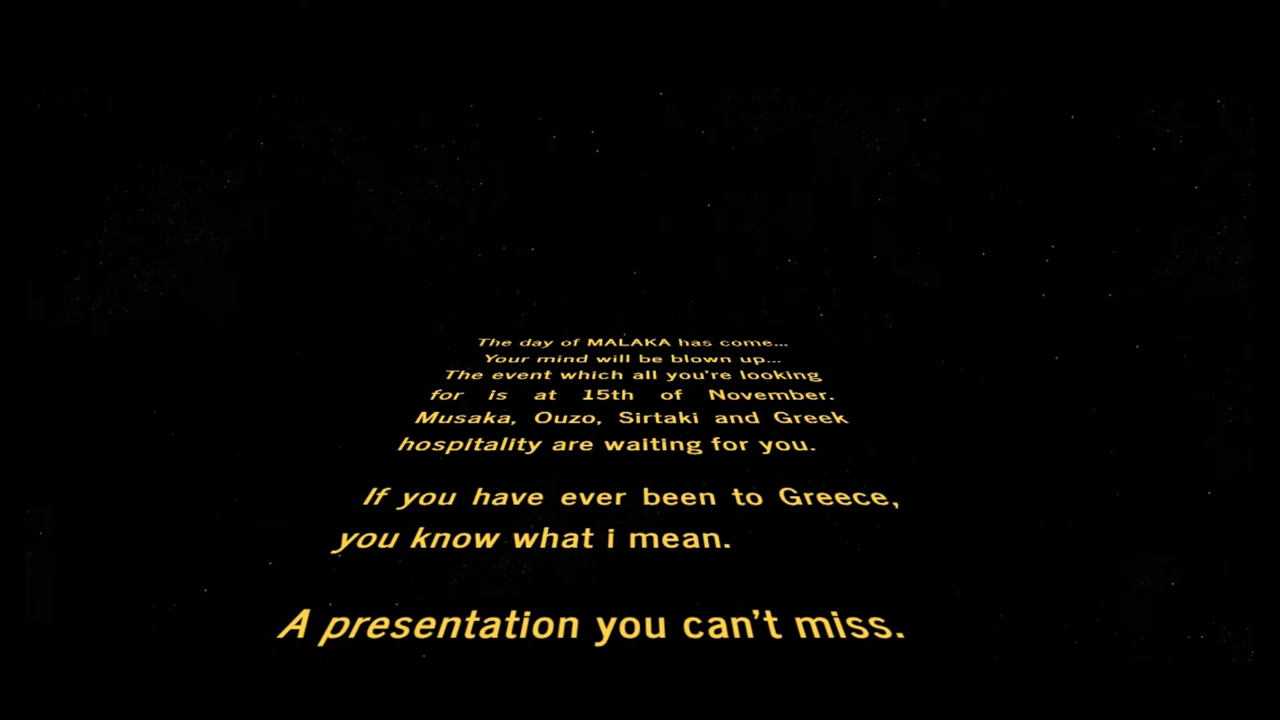 The day of MALAKA has come...
Your mind will be blown up...
The event which all you're looking
for is at 15th of November.
Musaka, Ouzo, Sirtaki and Greek
hospitality are waiting for you.
If you have ever been to Greece,
you know what i mean.
A presentation you can't miss.